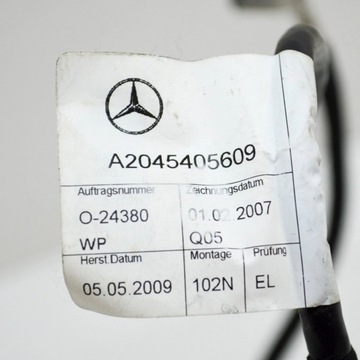 A2045405609
Auftragsnummer Zeichnungsdatum
O-24380 01.02.2007
WP Q05
Herst.Datum Montage Prüfung
05.05.2009 102N EL